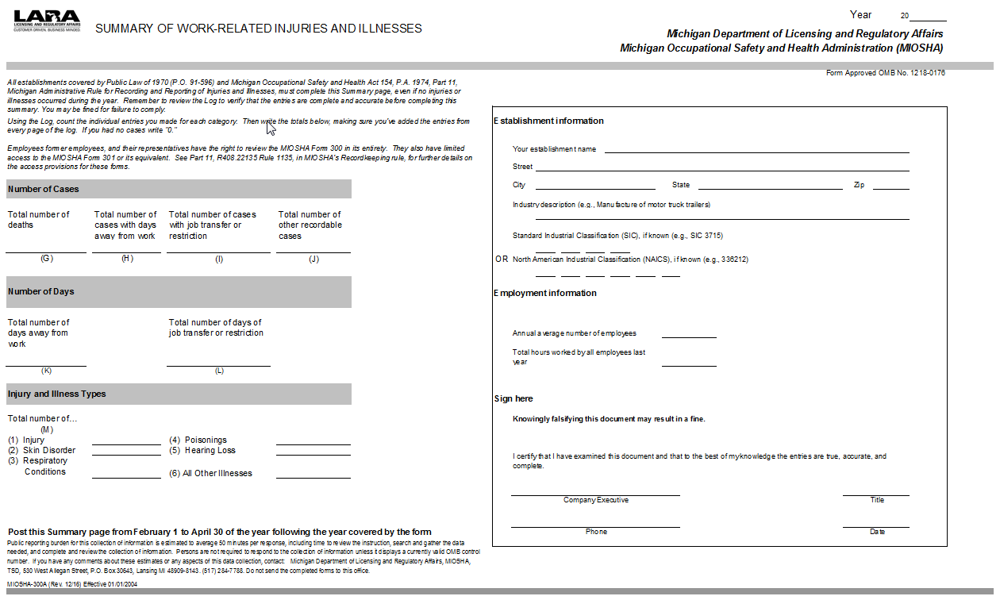 LARA
LICENSING AND REGULATORY AFFAIRS
CUSTOMER DRIVEN. BUSINESS MINDED.
SUMMARY OF WORK-RELATED INJURIES AND ILLNESSES
Year 20
Michigan Department of Licensing and Regulatory Affairs
Michigan Occupational Safety and Health Administration (MIOSHA)
Form Approved OMB No. 1218-0176
All establishments covered by Public Law of 1970 (P.O. 91-596) and Michigan Occupational Safety and Health Act 154, P.A. 1974, Part 11,
Michigan Administrative Rule for Recording and Reporting of Injuries and Illnesses, must complete this Summary page, even if no injuries or
illnesses occurred during the year. Remember to review the Log to verify that the entries are complete and accurate before completing this
summary. You may be fined for failure to comply.
Using the Log, count the individual entries you made for each category. Then write the totals below, making sure you've added the entries from
every page of the log. If you had no cases write "0."
Employees former employees, and their representatives have the right to review the MIOSHA Form 300 in its entirety. They also have limited
access to the MIOSHA Form 301 or its equivalent. See Part 11, R408.22135 Rule 1135, in MIOSHA's Recordkeeping rule, for further details on
the access provisions for these forms.
Number of Cases
Total number of
deaths
(G)
Total number of
cases with days
away from work
(H)
Total number of cases
with job transfer or
restriction
(I)
Total number of
other recordable
cases
(J)
Number of Days
Total number of
days away from
work
(K)
Total number of days of
job transfer or restriction
(L)
Injury and Illness Types
Total number of...
(M)
(1) Injury
(2) Skin Disorder
(3) Respiratory
Conditions
(4) Poisonings
(5) Hearing Loss
(6) All Other Illnesses
Post this Summary page from February 1 to April 30 of the year following the year covered by the form
Public reporting burden for this collection of information is estimated to average 50 minutes per response, including time to review the instruction, search and gather the data
needed, and complete and review the collection of information. Persons are not required to respond to the collection of information unless it displays a currently valid OMB control
number. If you have any comments about these estimates or any aspects of this data collection, contact: Michigan Department of Licensing and Regulatory Affairs, MIOSHA,
TSD, 530 West Allegan Street, P.O. Box 30643, Lansing MI 48909-8143. (517) 284-7788. Do not send the completed forms to this office.
MIOSHA-300A (Rev. 12/16) Effective 01/01/2004
Establishment information
Your establishment name
Street
City State Zip
Industry description (e.g., Manufacture of motor truck trailers)
Standard Industrial Classification (SIC), if known (e.g., SIC 3715)
OR North American Industrial Classification (NAICS), if known (e.g., 336212)
Employment information
Annual average number of employees
Total hours worked by all employees last
year
Sign here
Knowingly falsifying this document may result in a fine.
I certify that I have examined this document and that to the best of my knowledge the entries are true, accurate, and
complete.
Company Executive Title
Phone Date